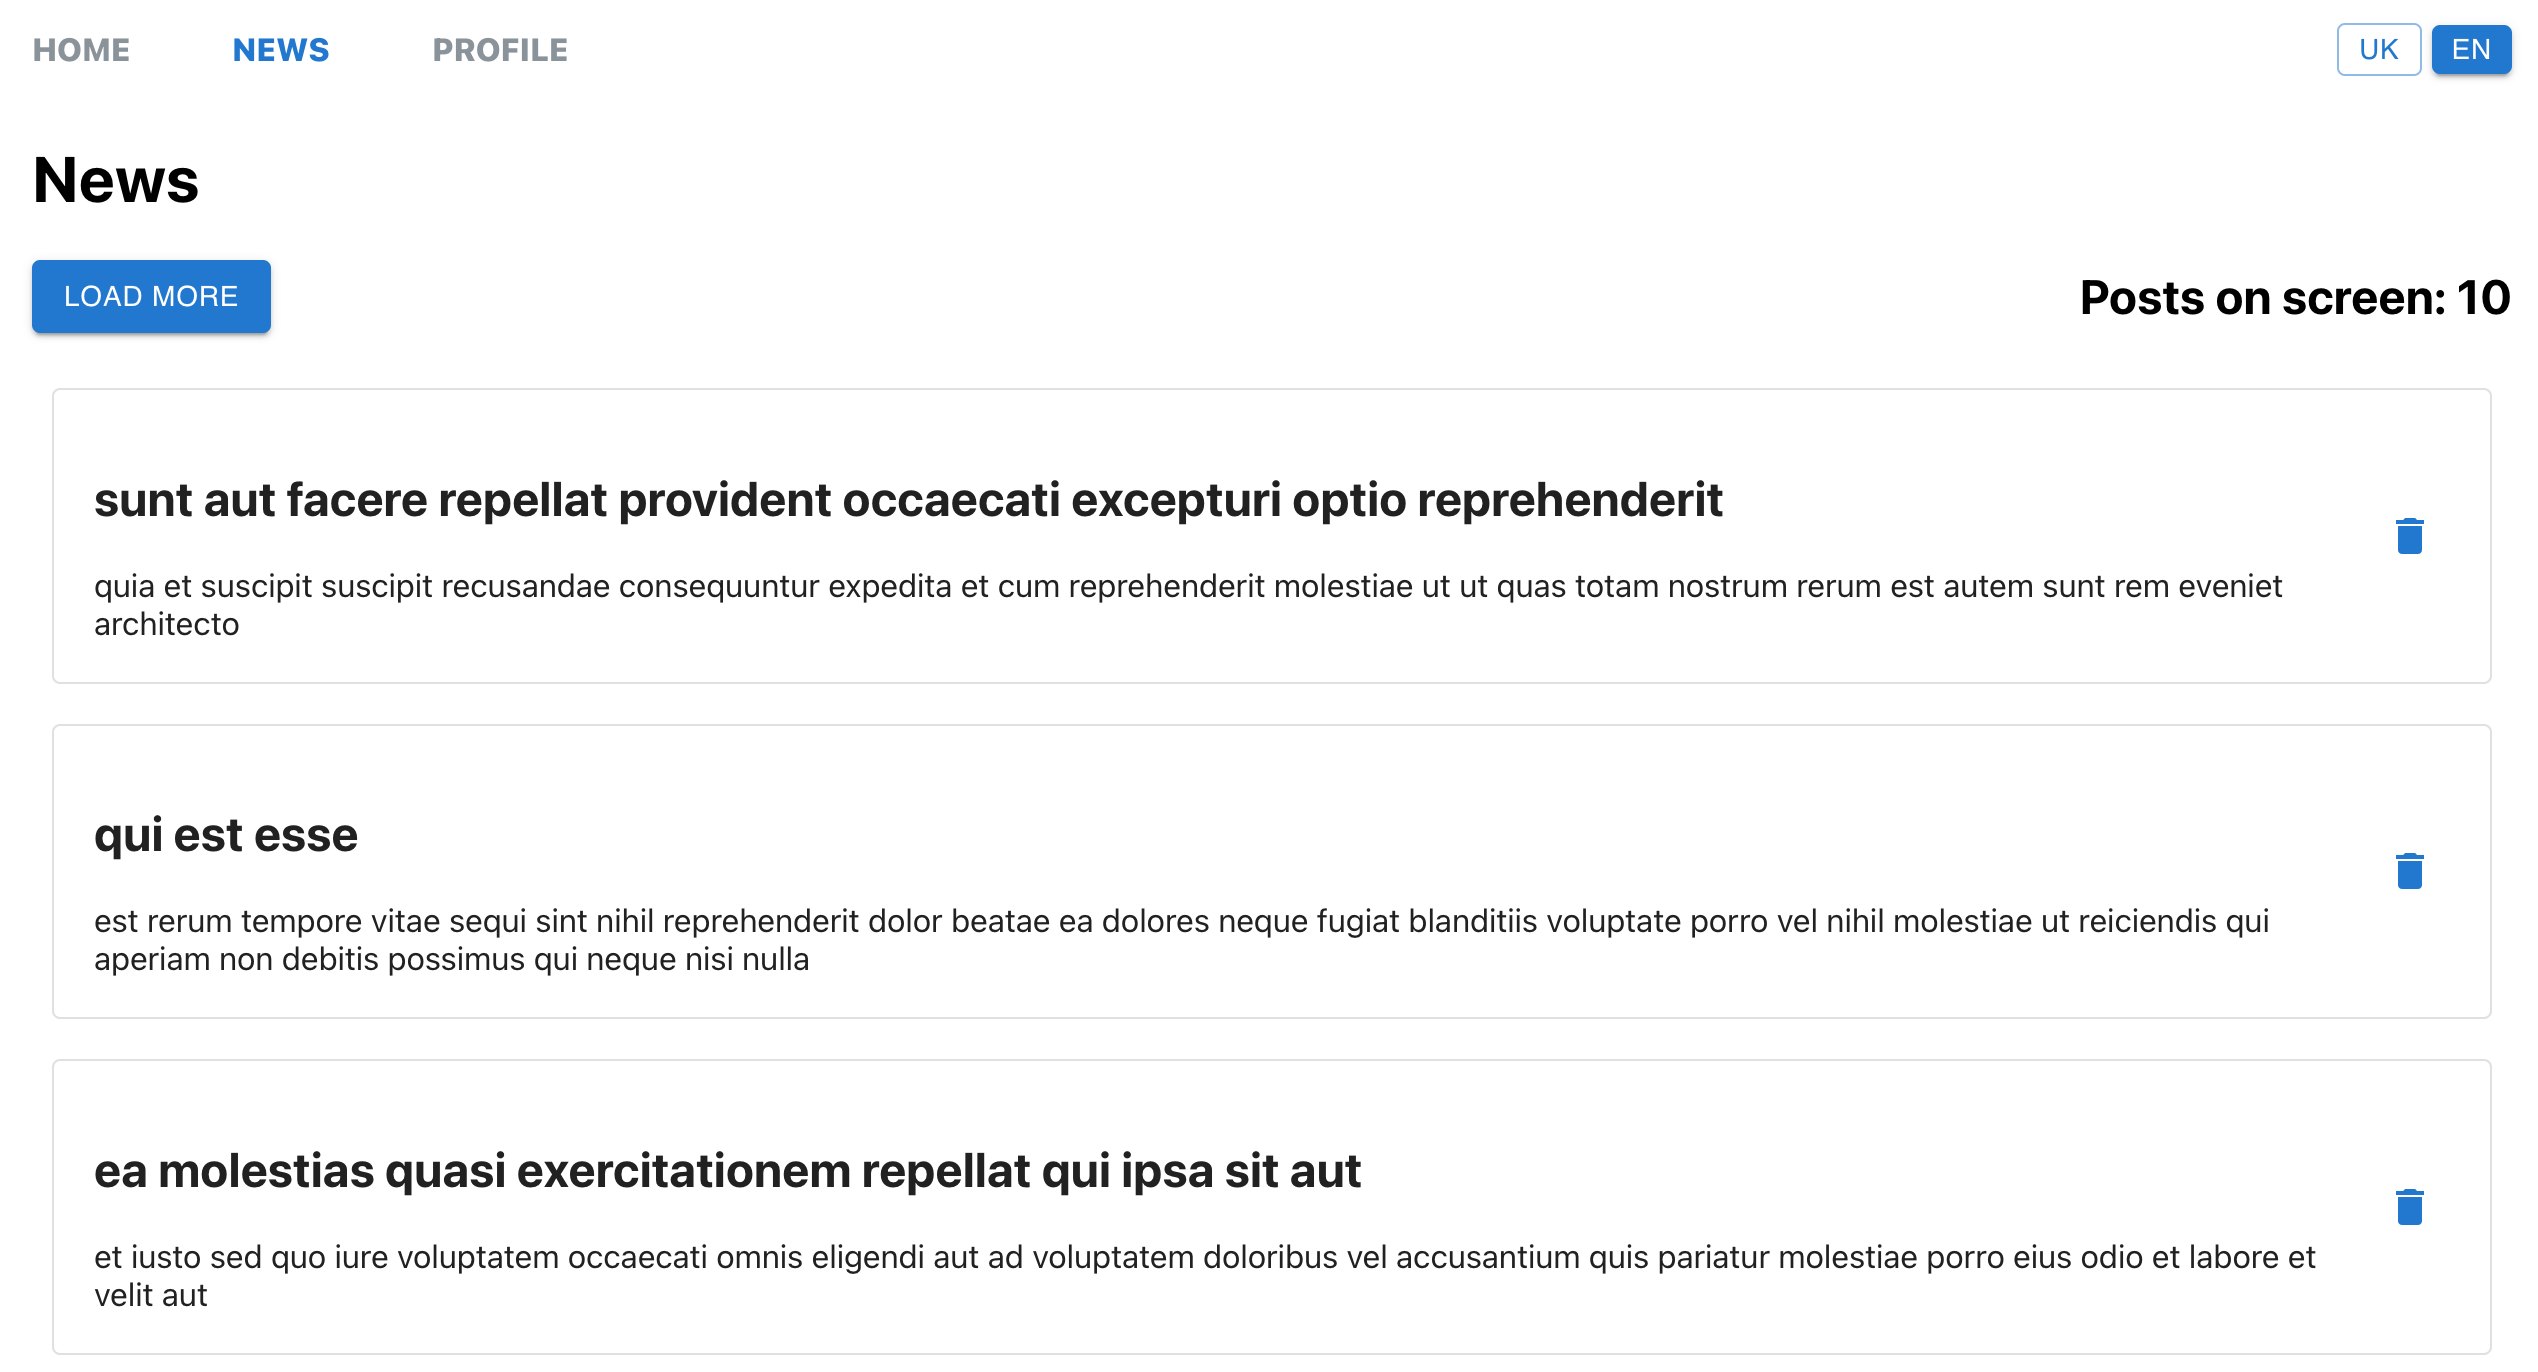 HOME NEWS PROFILE UK EN
News
LOAD MORE Posts on screen: 10
sunt aut facere repellat provident occaecati excepturi optio reprehenderit
quia et suscipit suscipit recusandae consequuntur expedita et cum reprehenderit molestiae ut ut quas totam nostrum rerum est autem sunt rem eveniet
architecto
qui est esse
est rerum tempore vitae sequi sint nihil reprehenderit dolor beatae ea dolores neque fugiat blanditiis voluptate porro vel nihil molestiae ut reiciendis qui
aperiam non debitis possimus qui neque nisi nulla
ea molestias quasi exercitationem repellat qui ipsa sit aut
et iusto sed quo iure voluptatem occaecati omnis eligendi aut ad voluptatem doloribus vel accusantium quis pariatur molestiae porro eius odio et labore et
velit aut